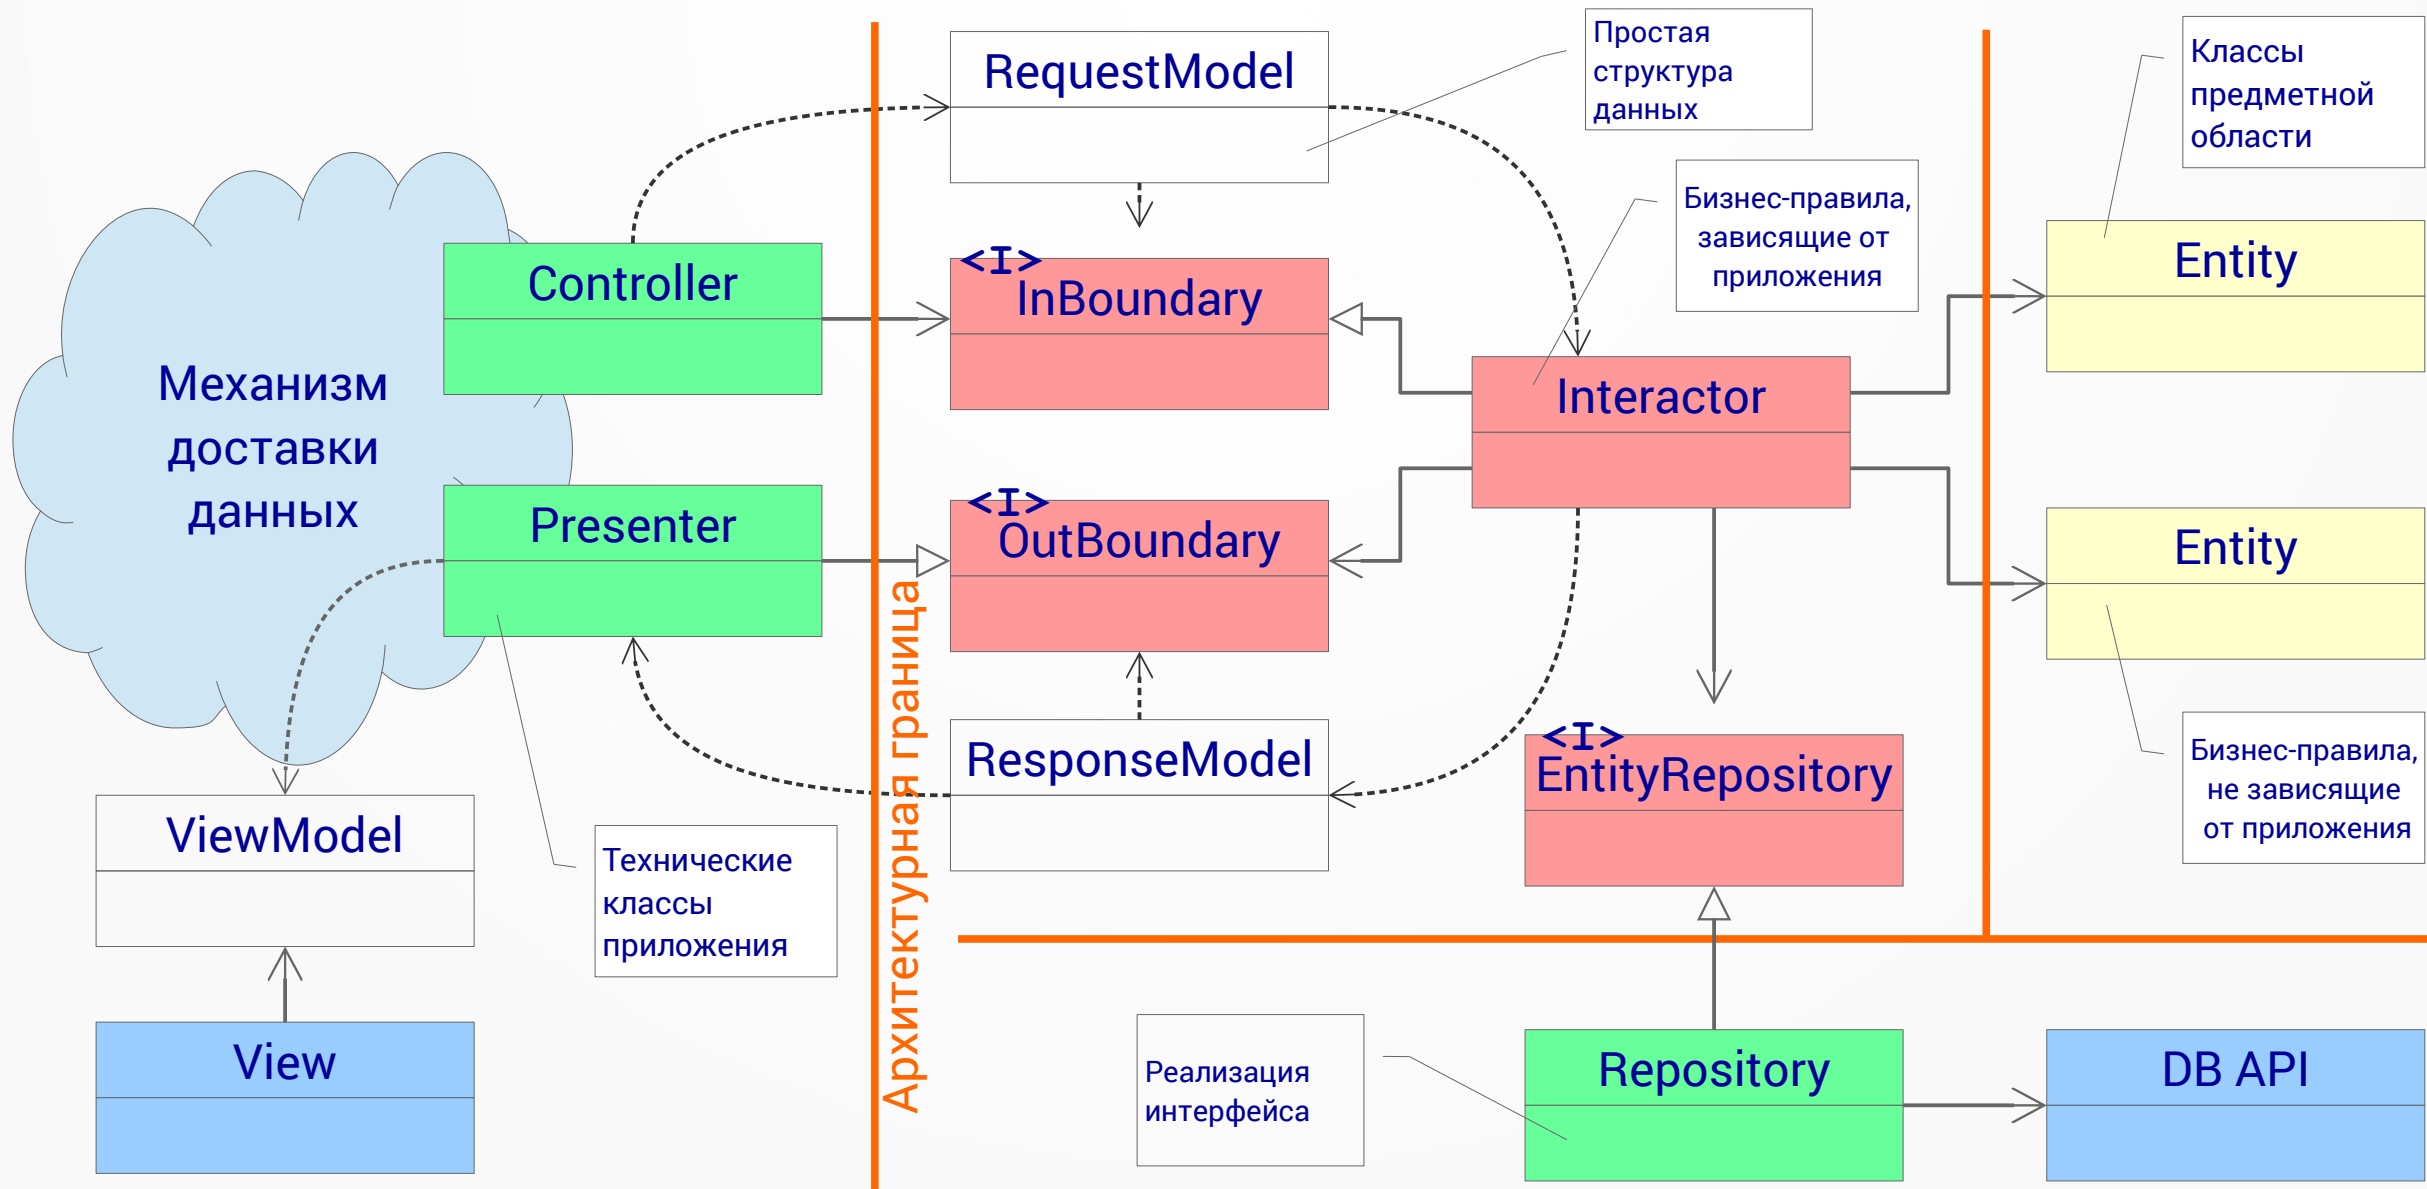 RequestModel
Простая
структура
данных
Классы
предметной
области
Бизнес-правила,
зависящие от
приложения
Controller
<I>
InBoundary
Entity
Механизм
доставки
данных
Interactor
Presenter
<I>
OutBoundary
Entity
Архитектурная граница
ResponseModel
<I>
EntityRepository
Бизнес-правила,
не зависящие
от приложения
ViewModel
Технические
классы
приложения
View
Реализация
интерфейса
Repository
DB API